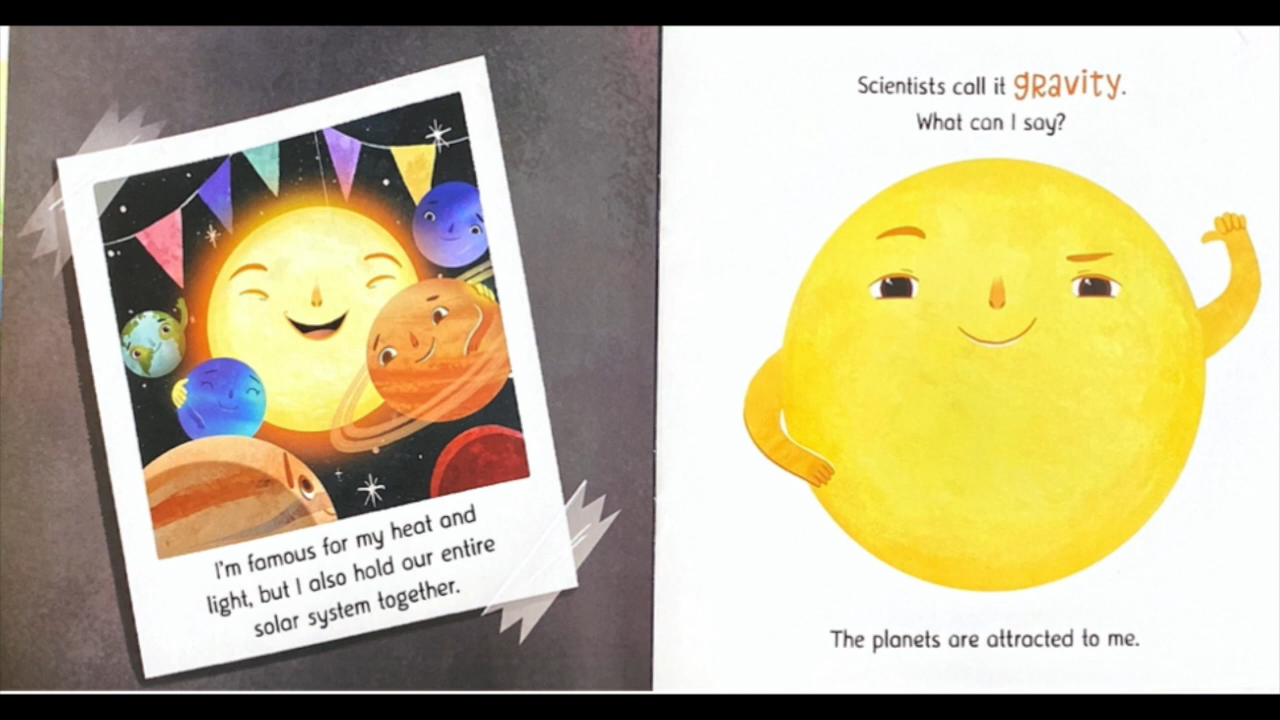 I'm famous for my heat and
light, but I also hold our entire
solar system together.
Scientists call it gravity.
What can I say?
The planets are attracted to me.